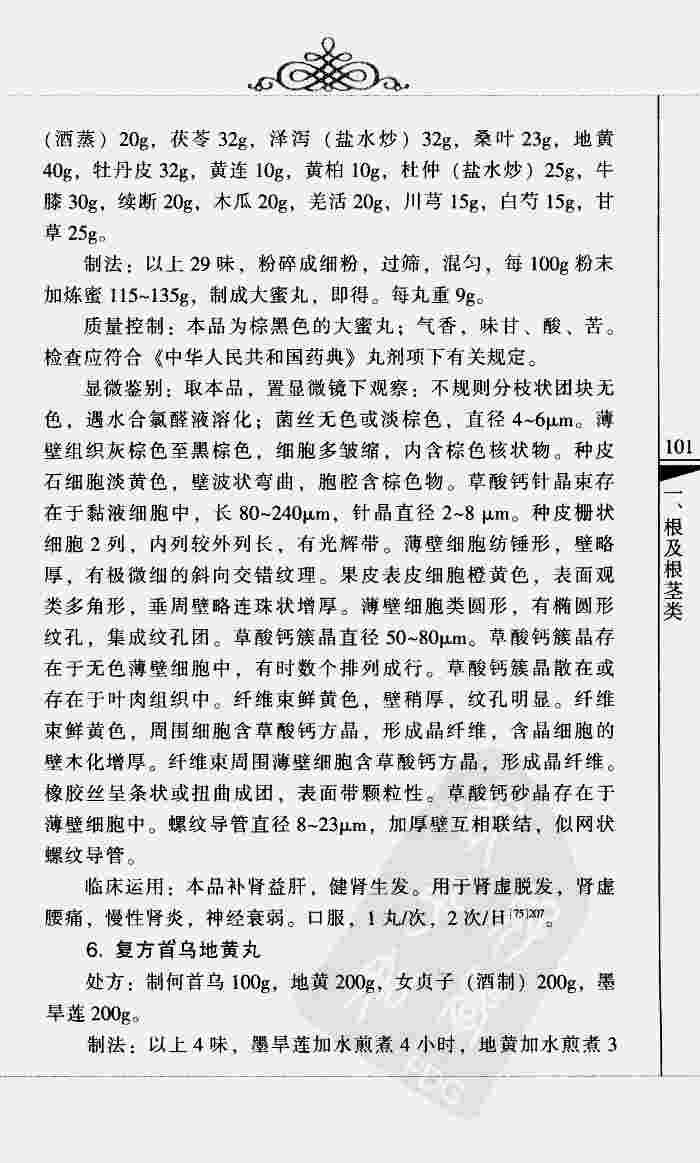 (酒蒸) 20g，茯苓 32g，泽泻（盐水炒）32g，桑叶 23g，地黄
40g，牡丹皮 32g，黄连 10g，黄柏 10g，杜仲（盐水炒）25g，牛
膝 30g，续断 20g，木瓜 20g，羌活 20g，川芎 15g，白芍 15g，甘
草 25g。
制法：以上 29 味，粉碎成细粉，过筛，混匀，每 100g 粉末
加炼蜜 115~135g，制成大蜜丸，即得。每丸重 9g。
质量控制：本品为棕黑色的大蜜丸；气香，味甘、酸、苦。
检查应符合《中华人民共和国药典》丸剂项下有关规定。
显微鉴别：取本品，置显微镜下观察：不规则分枝状团块无
色，遇水合氯醛液溶化；菌丝无色或淡棕色，直径 4~6μm。薄
壁组织灰棕色至黑棕色，细胞多皱缩，内含棕色核状物。种皮
石细胞淡黄色，壁波状弯曲，胞腔含棕色物。草酸钙针晶束存
在于黏液细胞中，长 80~240μm，针晶直径 2~8 μm。种皮栅状
细胞 2 列，内列较外列长，有光辉带。薄壁细胞纺锤形，壁略
厚，有极微细的斜向交错纹理。果皮表皮细胞橙黄色，表面观
类多角形，垂周壁略连珠状增厚。薄壁细胞类圆形，有椭圆形
纹孔，集成纹孔团。草酸钙簇晶直径 50~80μm。草酸钙簇晶存
在于无色薄壁细胞中，有时数个排列成行。草酸钙簇晶散在或
存在于叶肉组织中。纤维束鲜黄色，壁稍厚，纹孔明显。纤维
束鲜黄色，周围细胞含草酸钙方晶，形成晶纤维，含晶细胞的
壁木化增厚。纤维束周围薄壁细胞含草酸钙方晶，形成晶纤维。
橡胶丝呈条状或扭曲成团，表面带颗粒性。草酸钙砂晶存在于
薄壁细胞中。螺纹导管直径 8~23μm，加厚壁互相联结，似网状
螺纹导管。
临床运用：本品补肾益肝，健肾生发。用于肾虚脱发，肾虚
腰痛，慢性肾炎，神经衰弱。口服，1 丸/次，2 次/日[75]207。
6. 复方首乌地黄丸
处方：制何首乌 100g，地黄 200g，女贞子（酒制）200g，墨
旱莲 200g。
制法：以上 4 味，墨旱莲加水煎煮 4 小时，地黄加水煎煮 3
101
一、根及根茎类